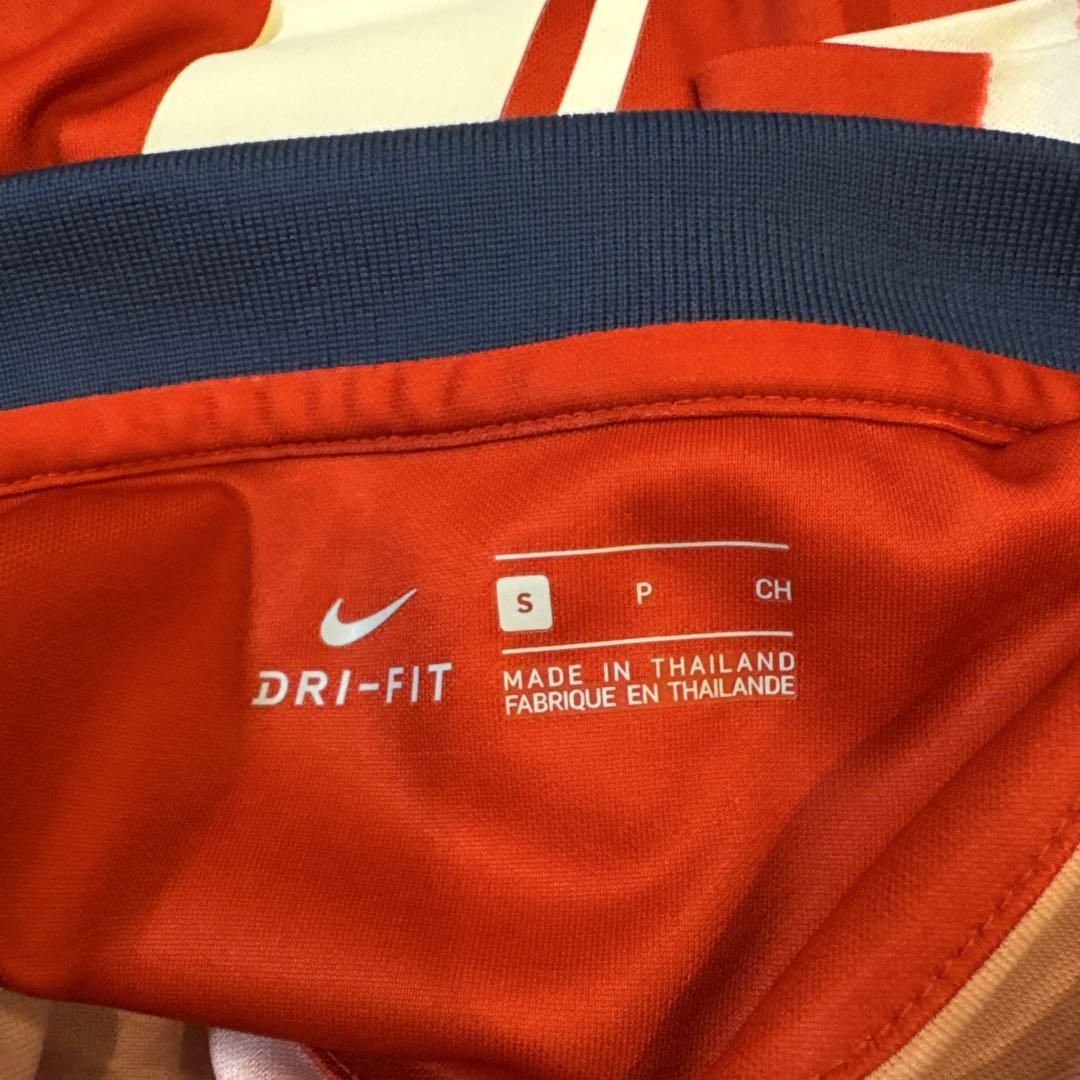 S P CH
DRI-FIT
MADE IN THAILAND
FABRIQUE EN THAILANDE